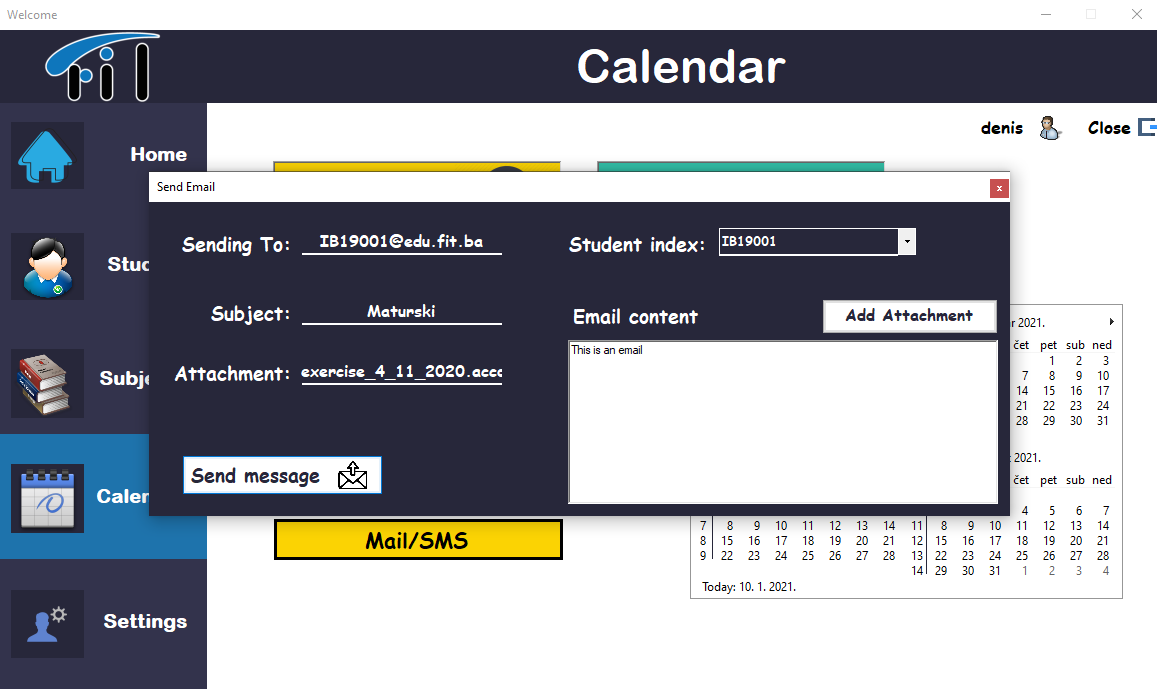 Welcome
Fil
Calendar
denis
Close
Home
Send Email
x
Sending To:
IB19001@edu.fit.ba
Student index:
IB19001
Stud
Subject:
Maturski
Email content
Add Attachment
r 2021.
Attachment:
exercise_4_11_2020.acc
This is an email
čet pet sub ned
1 2 3
7 8 9 10
14 15 16 17
21 22 23 24
28 29 30 31
Subje
2021.
čet pet sub ned
4 5 6 7
Send message
Calen
7 8 9 10 11 12 13 14 11 8 9 10 11 12 13 14
8 15 16 17 18 19 20 21 12 15 16 17 18 19 20 21
9 22 23 24 25 26 27 28 13 22 23 24 25 26 27 28
14 29 30 31 1 2 3 4
Mail/SMS
Today: 10. 1. 2021.
Settings